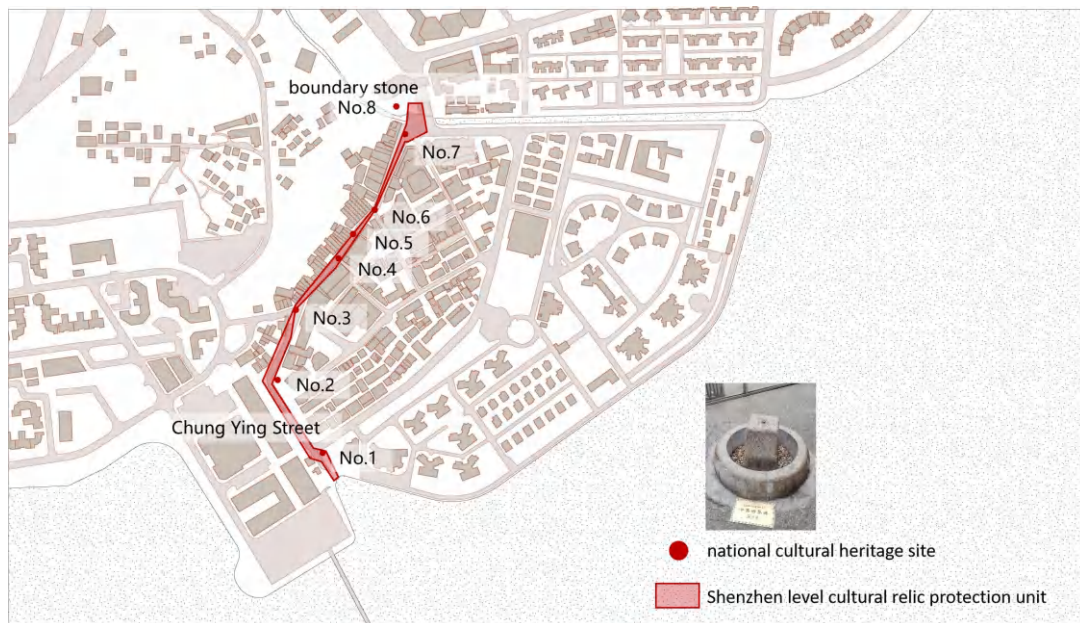 boundary stone
No.8
No.7
No.6
No.5
No.4
No.3
No.2
Chung Ying Street
No.1
national cultural heritage site
Shenzhen level cultural relic protection unit